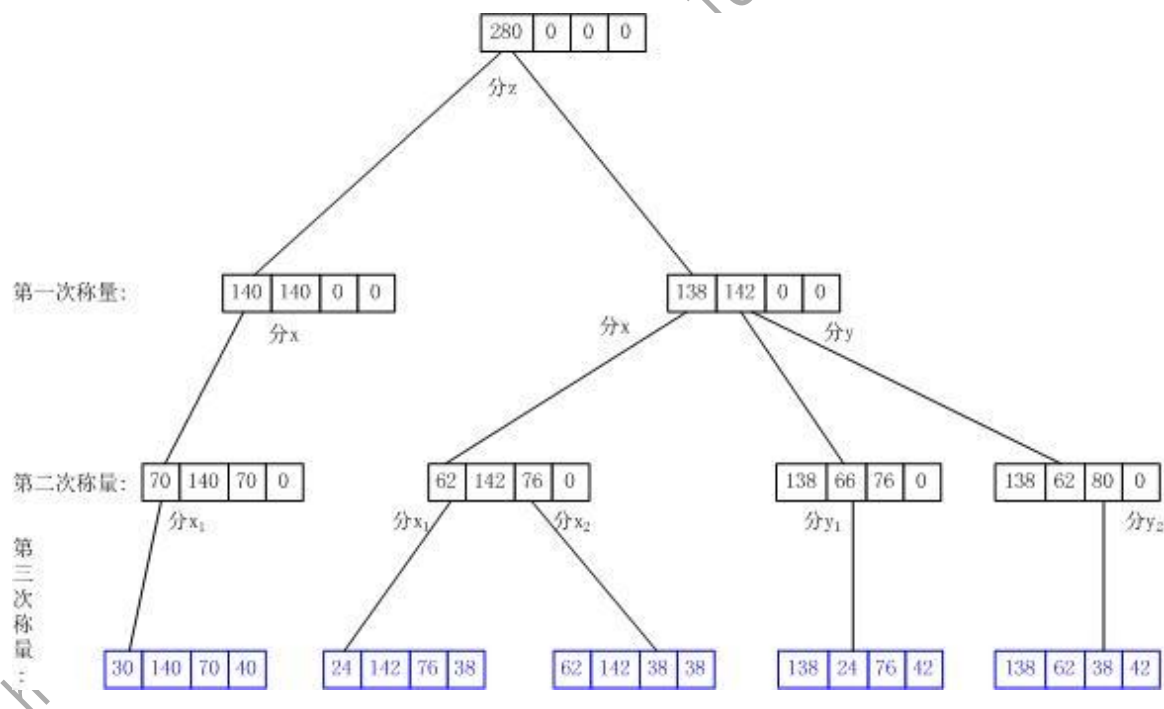 280 0 0 0
分z
第一次称量: 140 140 0 0 138 142 0 0
分x 分x 分y
第二次称量: 70 140 70 0 62 142 76 0 138 66 76 0 138 62 80 0
分x₁ 分x₁ 分x₂ 分y₁ 分y₂
第三次称量:
30 140 70 40 24 142 76 38 62 142 38 38 138 24 76 42 138 62 38 42